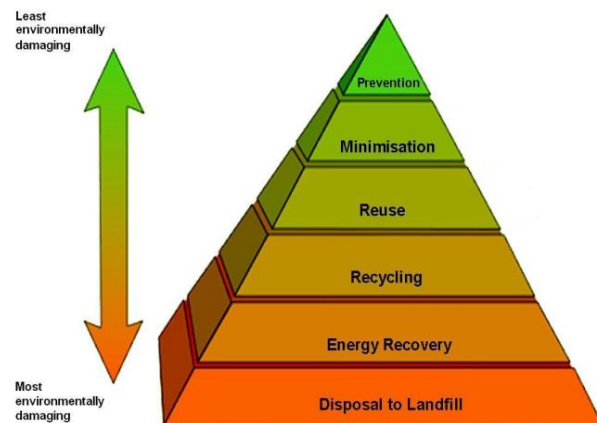 Least
environmentally
damaging
Prevention
Minimisation
Reuse
Recycling
Energy Recovery
Disposal to Landfill
Most
environmentally
damaging